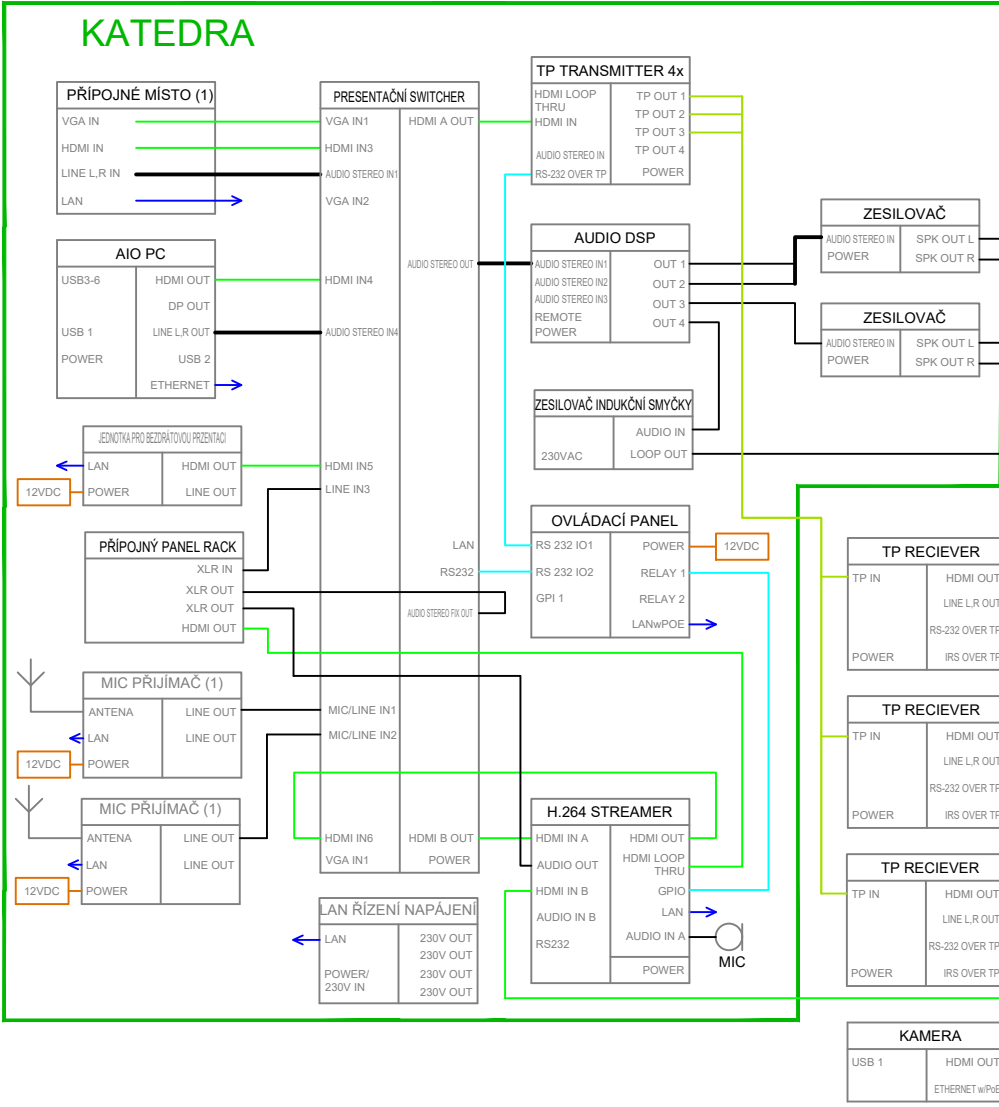 KATEDRA
PŘÍPOJNÉ MÍSTO (1)
VGA IN
HDMI IN
LINE L,R IN
LAN
AIO PC
USB3-6
HDMI OUT
DP OUT
USB 1
LINE L,R OUT
POWER
USB 2
ETHERNET
JEDNOTKA PRO BEZDRÁTOVOU PRZENTACI
LAN
HDMI OUT
12VDC
POWER
LINE OUT
PŘÍPOJNÝ PANEL RACK
XLR IN
XLR OUT
XLR OUT
HDMI OUT
MIC PŘIJÍMAČ (1)
ANTENA
LINE OUT
LAN
LINE OUT
12VDC
POWER
MIC PŘIJÍMAČ (1)
ANTENA
LINE OUT
LAN
LINE OUT
12VDC
POWER
PRESENTAČNÍ SWITCHER
VGA IN1
HDMI A OUT
HDMI IN3
AUDIO STEREO IN1
VGA IN2
AUDIO STEREO OUT
HDMI IN4
AUDIO STEREO IN4
HDMI IN5
LINE IN3
LAN
RS232
AUDIO STEREO FIX OUT
MIC/LINE IN1
MIC/LINE IN2
HDMI IN6
HDMI B OUT
VGA IN1
POWER
LAN ŘÍZENÍ NAPÁJENÍ
LAN
230V OUT
230V OUT
POWER/
230V IN
230V OUT
230V OUT
TP TRANSMITTER 4x
HDMI LOOP
THRU
TP OUT 1
TP OUT 2
HDMI IN
TP OUT 3
AUDIO STEREO IN
TP OUT 4
RS-232 OVER TP
POWER
AUDIO DSP
AUDIO STEREO IN1
OUT 1
AUDIO STEREO IN2
OUT 2
AUDIO STEREO IN3
OUT 3
REMOTE
OUT 4
POWER
ZESILOVAČ INDUKČNÍ SMYČKY
AUDIO IN
230VAC
LOOP OUT
OVLÁDACÍ PANEL
RS 232 IO1
POWER
12VDC
RS 232 IO2
RELAY 1
GPI 1
RELAY 2
LANwPOE
H.264 STREAMER
HDMI IN A
HDMI OUT
AUDIO OUT
HDMI LOOP
THRU
HDMI IN B
GPIO
AUDIO IN B
LAN
RS232
AUDIO IN A
POWER
MIC
ZESILOVAČ
AUDIO STEREO IN
SPK OUT L
POWER
SPK OUT R
ZESILOVAČ
AUDIO STEREO IN
SPK OUT L
POWER
SPK OUT R
TP RECIEVER
TP IN
HDMI OUT
LINE L,R OUT
RS-232 OVER TP
POWER
IRS OVER TP
TP RECIEVER
TP IN
HDMI OUT
LINE L,R OUT
RS-232 OVER TP
POWER
IRS OVER TP
TP RECIEVER
TP IN
HDMI OUT
LINE L,R OUT
RS-232 OVER TP
POWER
IRS OVER TP
KAMERA
USB 1
HDMI OUT
ETHERNET w/PoE